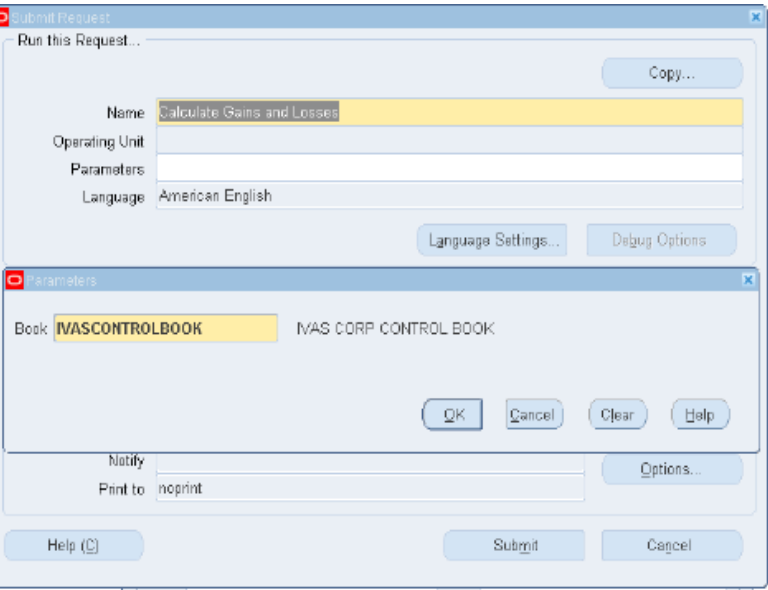 Submit Request
Run this Request...
Copy...
Name Calculate Gains and Losses
Operating Unit
Parameters
Language American English
Language Settings... Debug Options
Parameters
Book IVASCONTROLBOOK IVAS CORP CONTROL BOOK
OK Cancel Clear Help
Notify
Options...
Print to noprint
Help (C) Submit Cancel